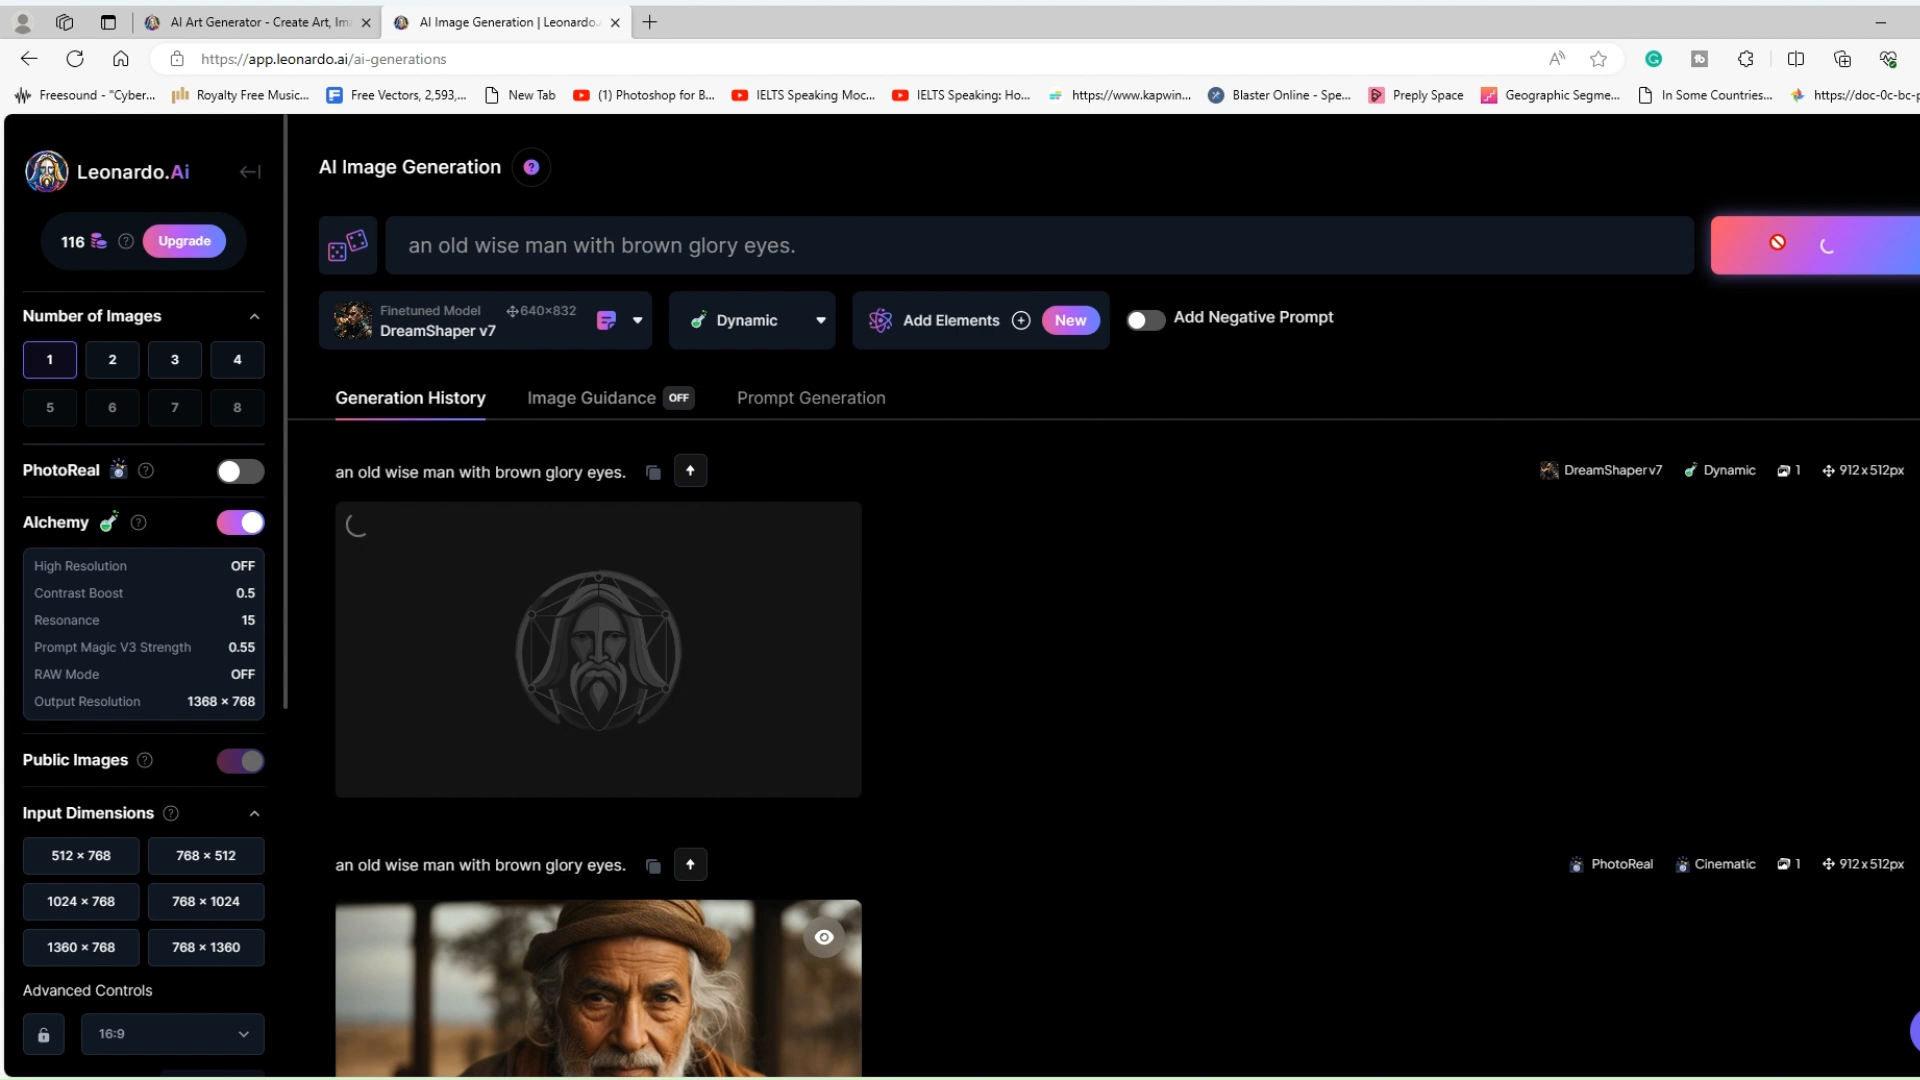 AI Art Generator - Create Art, Im
AI Image Generation | Leonardo.
https://app.leonardo.ai/ai-generations
Freesound - "Cyber...
Royalty Free Music...
Free Vectors, 2,593,...
New Tab
(1) Photoshop for B...
IELTS Speaking Moc...
IELTS Speaking: Ho...
https://www.kapwin...
Blaster Online - Spe...
Preply Space
Geographic Segme...
In Some Countries...
https://doc-0c-bc-p
Leonardo.Ai
116
Upgrade
Number of Images
1 2 3 4
5 6 7 8
PhotoReal
Alchemy
High Resolution OFF
Contrast Boost 0.5
Resonance 15
Prompt Magic V3 Strength 0.55
RAW Mode OFF
Output Resolution 1368 × 768
Public Images
Input Dimensions
512 × 768 768 × 512
1024 × 768 768 × 1024
1360 × 768 768 × 1360
Advanced Controls
16:9
AI Image Generation
an old wise man with brown glory eyes.
Finetuned Model 640×832
DreamShaper v7
Dynamic
Add Elements
New
Add Negative Prompt
Generation History
Image Guidance OFF
Prompt Generation
an old wise man with brown glory eyes.
DreamShaper v7 Dynamic 1 912 x 512px
an old wise man with brown glory eyes.
PhotoReal Cinematic 1 912 x 512px